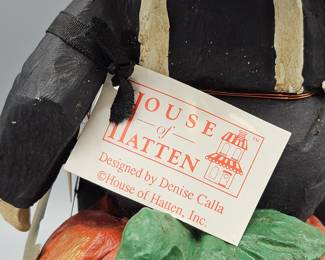 HOUSE
of
HATTEN
TM
Designed by Denise Calla
©House of Hatten, Inc.